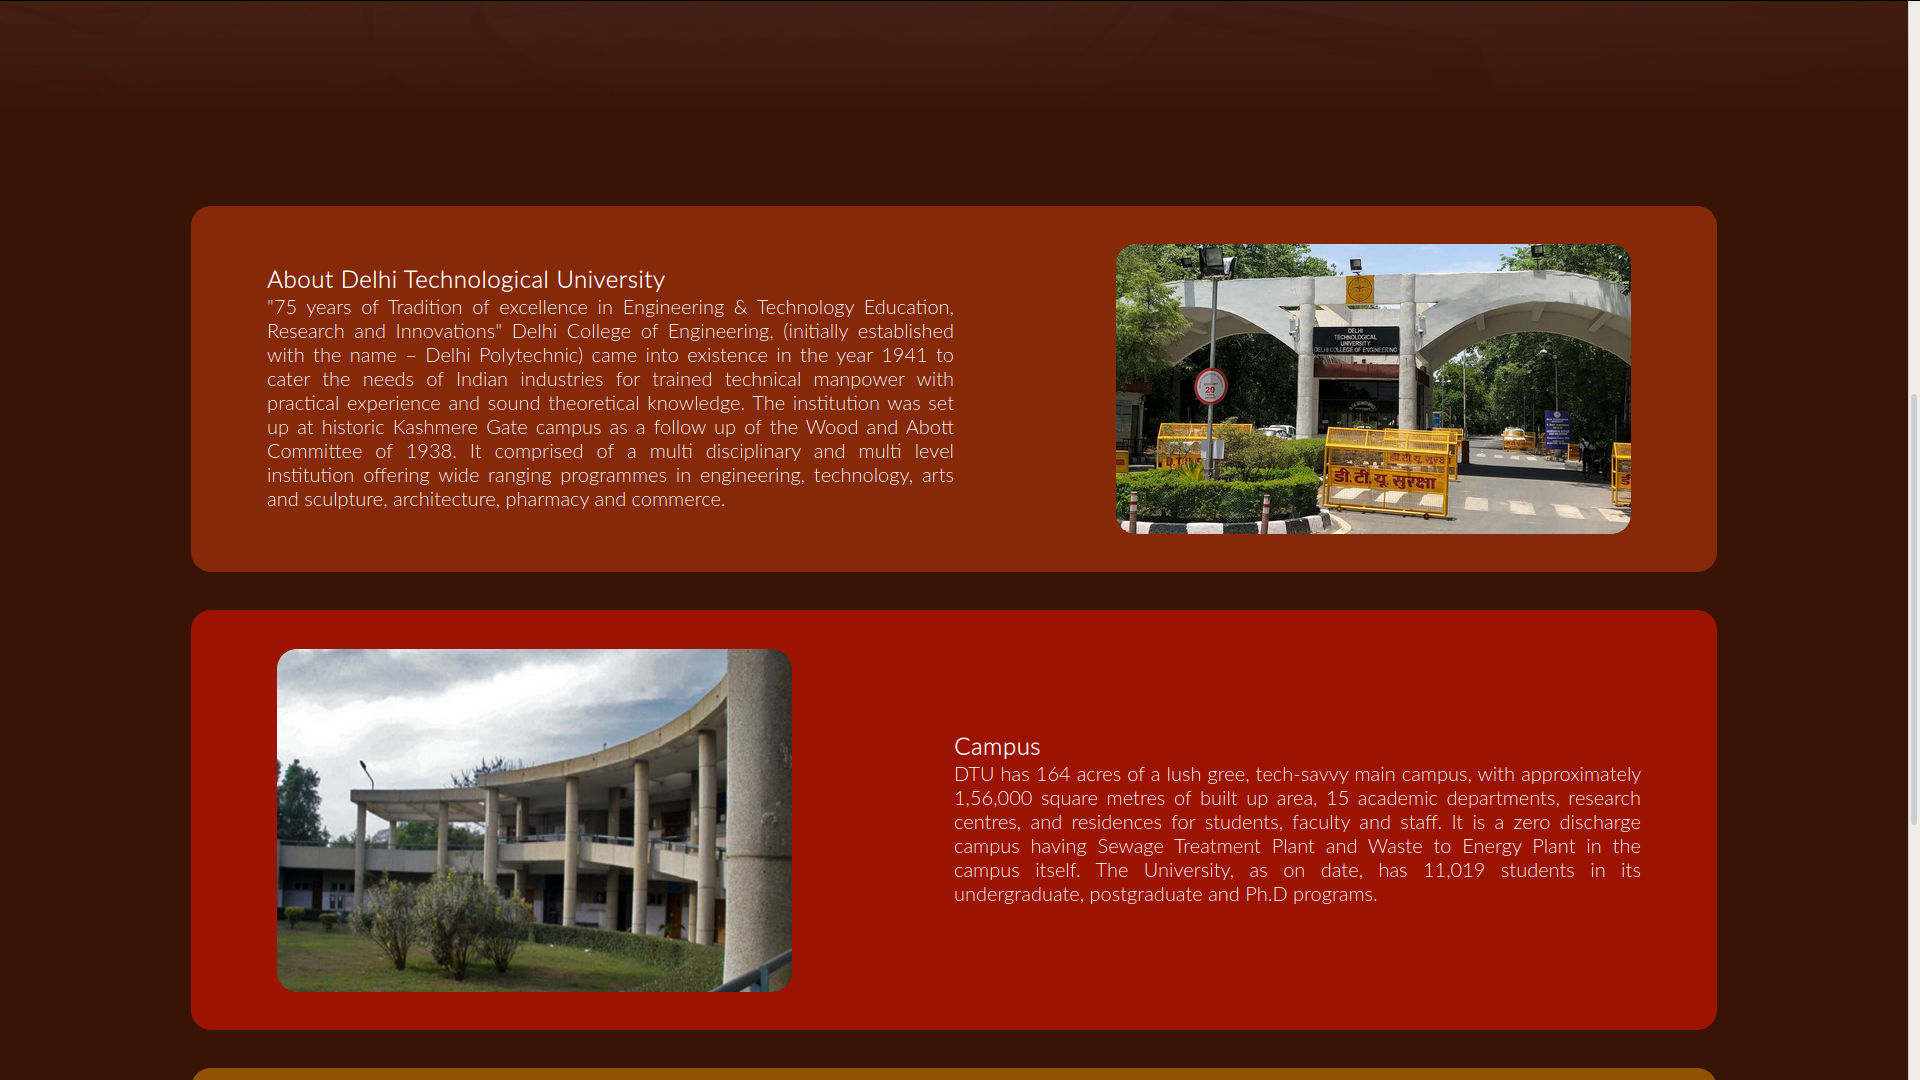 About Delhi Technological University
"75 years of Tradition of excellence in Engineering & Technology Education,
Research and Innovations" Delhi College of Engineering, (initially established
with the name – Delhi Polytechnic) came into existence in the year 1941 to
cater the needs of Indian industries for trained technical manpower with
practical experience and sound theoretical knowledge. The institution was set
up at historic Kashmere Gate campus as a follow up of the Wood and Abott
Committee of 1938. It comprised of a multi disciplinary and multi level
institution offering wide ranging programmes in engineering, technology, arts
and sculpture, architecture, pharmacy and commerce.
DELHI
TECHNOLOGICAL
UNIVERSITY
DELHI COLLEGE OF ENGINEERING
20
डी.टी.यू. सुरक्षा
Campus
DTU has 164 acres of a lush gree, tech-savvy main campus, with approximately
1,56,000 square metres of built up area, 15 academic departments, research
centres, and residences for students, faculty and staff. It is a zero discharge
campus having Sewage Treatment Plant and Waste to Energy Plant in the
campus itself. The University, as on date, has 11,019 students in its
undergraduate, postgraduate and Ph.D programs.